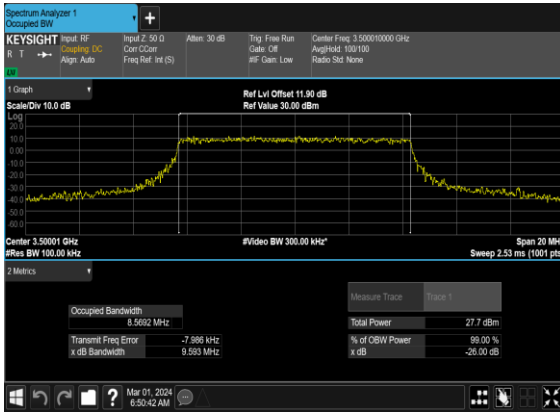 Spectrum Analyzer 1
Occupied BW
KEYSIGHT Input: RF Input Z: 50 Ω Atten: 30 dB Trig: Free Run Center Freq: 3.500010000 GHz
R T Coupling: DC Corr CCorr Gate: Off Avg|Hold: 100/100
Align: Auto Freq Ref: Int (S) #IF Gain: Low Radio Std: None
1 Graph
Ref Lvl Offset 11.90 dB
Scale/Div 10.0 dB Ref Value 30.00 dBm
Log
20.0
10.0
0.00
-10.0
-20.0
-30.0
-40.0
-50.0
-60.0
Center 3.50001 GHz #Video BW 300.00 kHz* Span 20 MH
#Res BW 100.00 kHz Sweep 2.53 ms (1001 pts
2 Metrics
Measure Trace Trace 1
Occupied Bandwidth
8.5692 MHz Total Power 27.7 dBm
Transmit Freq Error -7.986 kHz % of OBW Power 99.00 %
x dB Bandwidth 9.593 MHz x dB -26.00 dB
Mar 01, 2024
6:50:42 AM